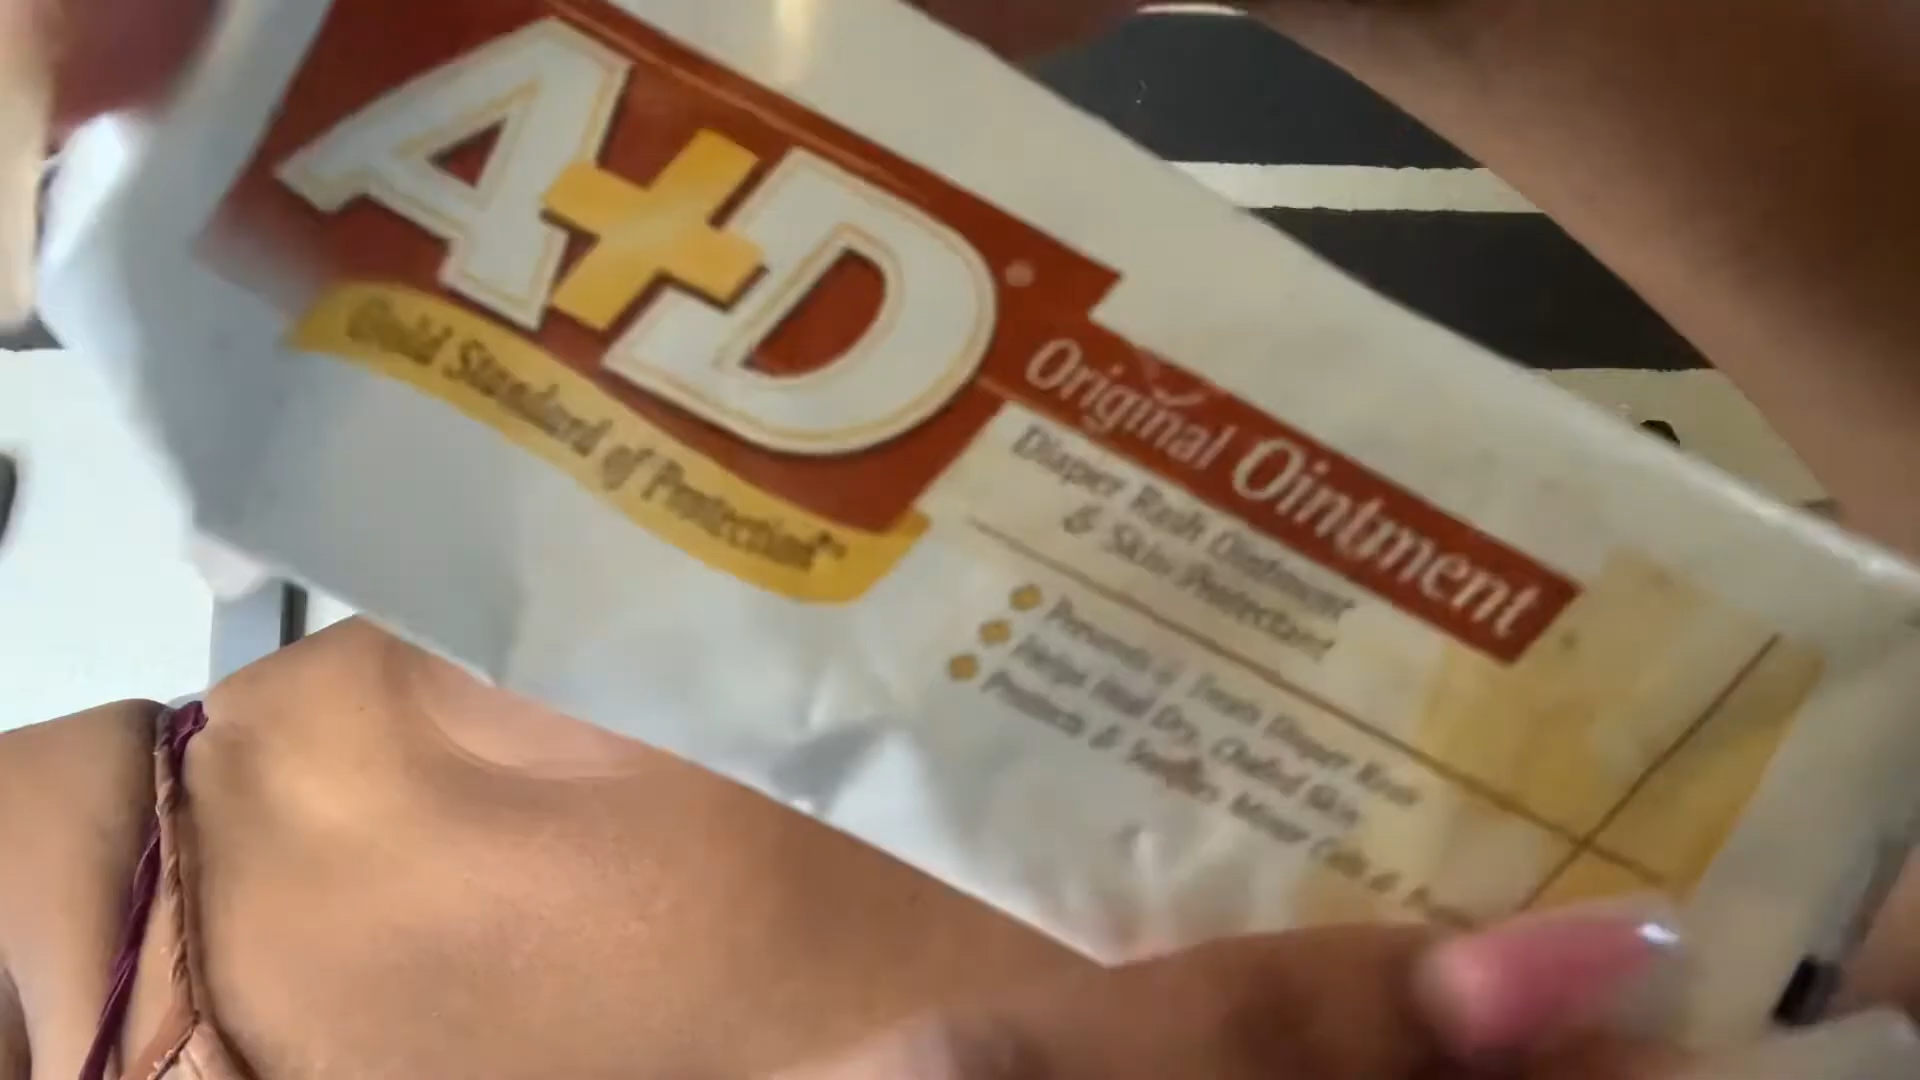 A+D®
Gold Standard of Protection™
Original Ointment
Diaper Rash Ointment
& Skin Protectant
Prevents & Treats Diaper Rash
Helps Heal Dry, Chafed Skin
Protects & Soothes Minor Cuts &